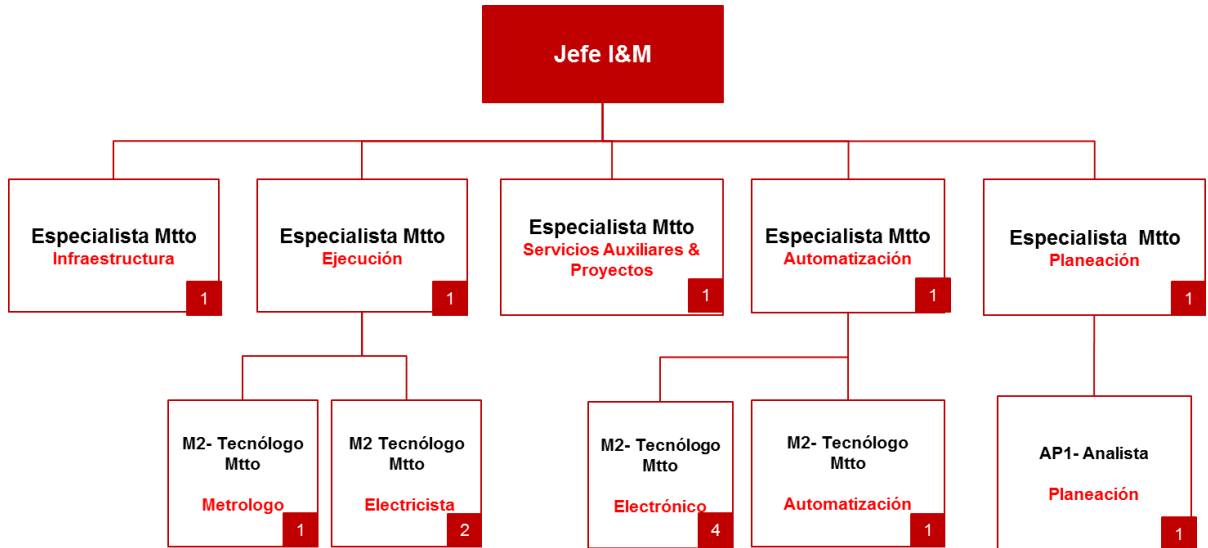 Jefe I&M
Especialista Mtto
Infraestructura
1
Especialista Mtto
Ejecución
1
Especialista Mtto
Servicios Auxiliares &
Proyectos
1
Especialista Mtto
Automatización
1
Especialista  Mtto
Planeación
1
M2- Tecnólogo
Mtto
Metrologo
1
M2 Tecnólogo
Mtto
Electricista
2
M2- Tecnólogo
Mtto
Electrónico
4
M2- Tecnólogo
Mtto
Automatización
1
AP1- Analista
Planeación
1